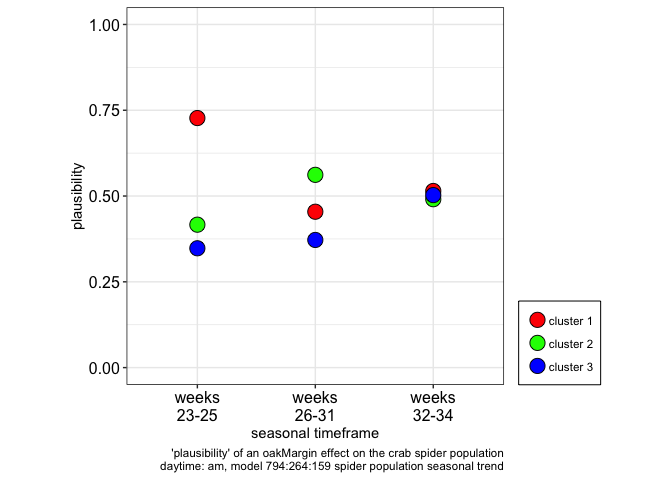 1.00
0.75
0.50
0.25
0.00
plausibility
weeks weeks weeks
23-25 26-31 32-34
seasonal timeframe
cluster 1
cluster 2
cluster 3
'plausibility' of an oakMargin effect on the crab spider population
daytime: am, model 794:264:159 spider population seasonal trend